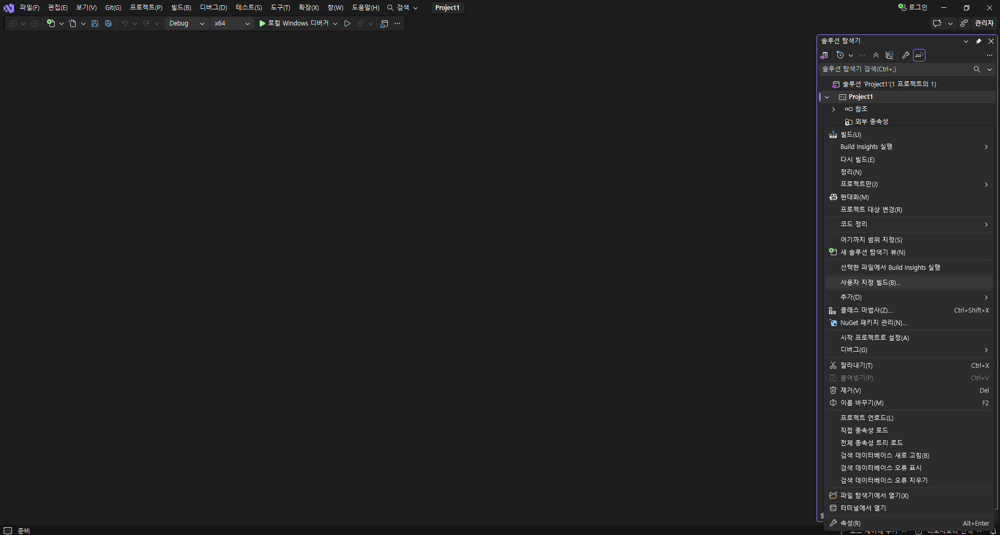 파일(F) 편집(E) 보기(V) Git(G) 프로젝트(P) 빌드(B) 디버그(D) 테스트(S) 도구(T) 확장(X) 창(W) 도움말(H) 검색 Project1 로그인
Debug x64 로컬 Windows 디버거 관리자
솔루션 탐색기
솔루션 탐색기 검색(Ctrl+;)
솔루션 'Project1'(1 프로젝트의 1)
Project1
참조
외부 종속성
빌드(U)
Build Insights 실행
다시 빌드(E)
정리(N)
프로젝트만(J)
현대화(M)
프로젝트 대상 변경(R)
코드 정리
여기까지 범위 지정(S)
새 솔루션 탐색기 뷰(N)
선택한 파일에서 Build Insights 실행
사용자 지정 빌드(B)...
추가(D)
클래스 마법사(Z)... Ctrl+Shift+X
NuGet 패키지 관리(N)...
시작 프로젝트로 설정(A)
디버그(G)
잘라내기(T) Ctrl+X
붙여넣기(P) Ctrl+V
제거(V) Del
이름 바꾸기(M) F2
프로젝트 언로드(L)
직접 종속성 로드
전체 종속성 트리 로드
검색 데이터베이스 새로 고침(B)
검색 데이터베이스 오류 표시
검색 데이터베이스 오류 지우기
파일 탐색기에서 열기(X)
터미널에서 열기
속성(R) Alt+Enter
준비